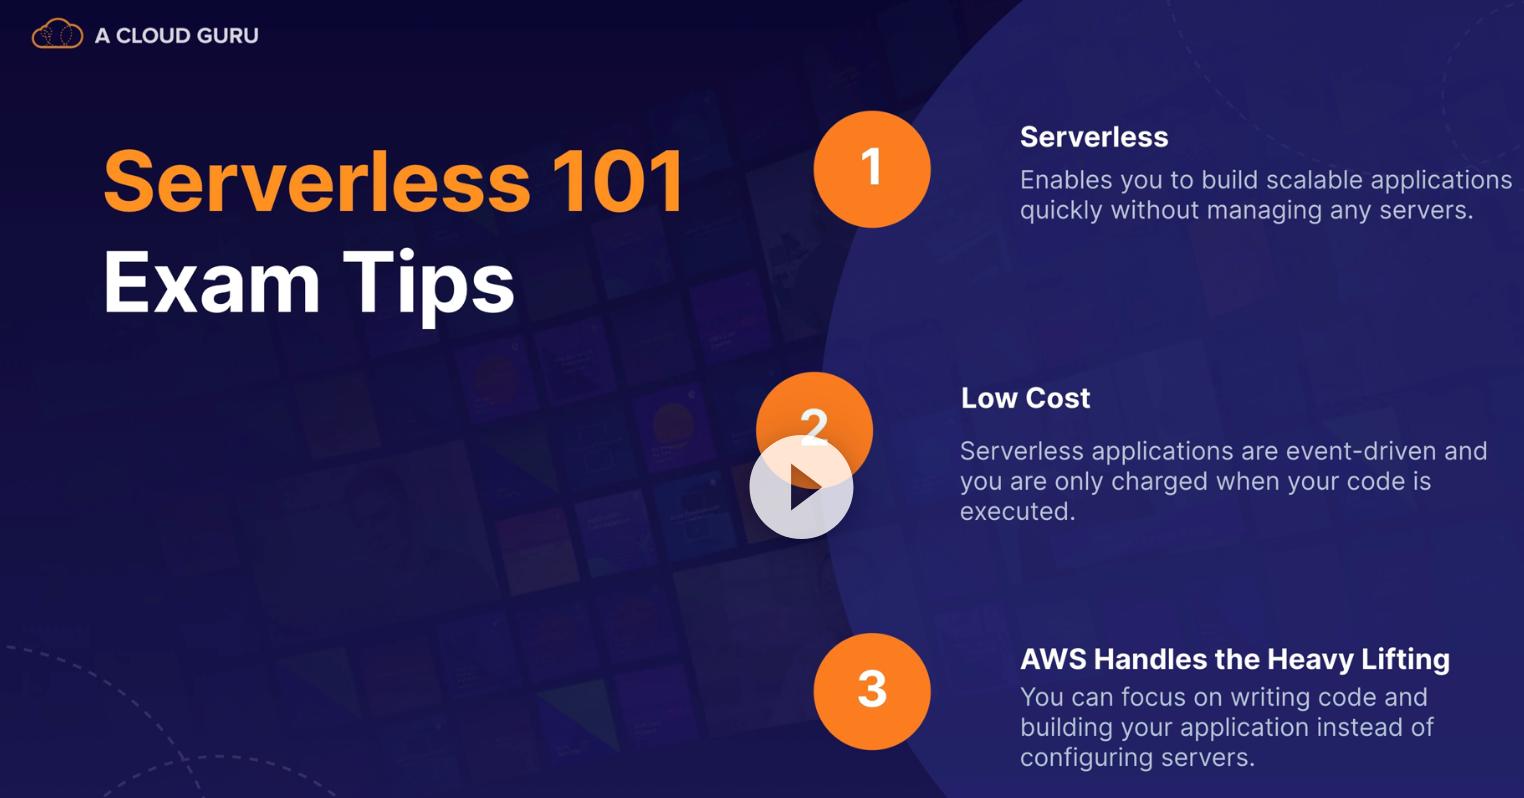 A CLOUD GURU
Serverless 101
Exam Tips
1
Serverless
Enables you to build scalable applications
quickly without managing any servers.
2
Low Cost
Serverless applications are event-driven and
you are only charged when your code is
executed.
3
AWS Handles the Heavy Lifting
You can focus on writing code and
building your application instead of
configuring servers.